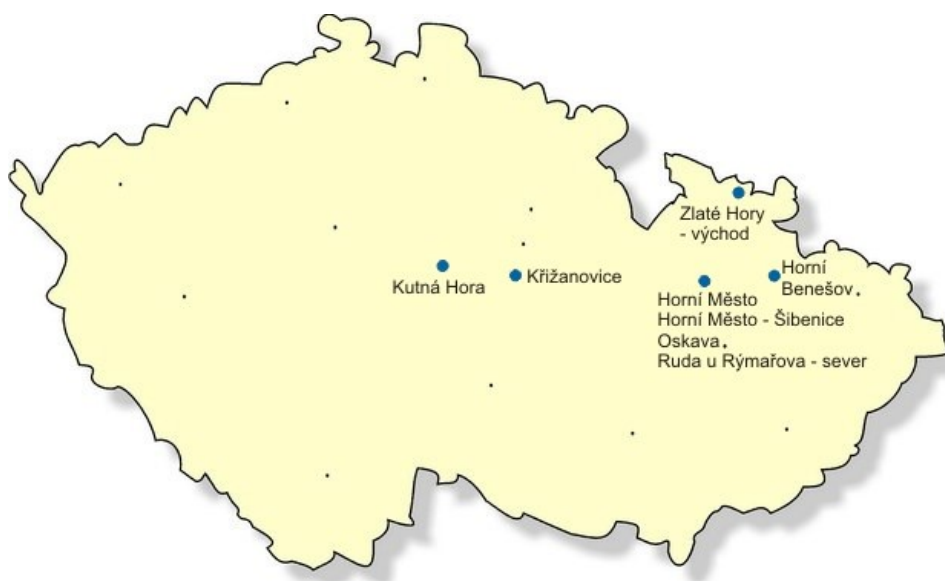 Zlaté Hory
- východ
Kutná Hora
Křižanovice
Horní
Benešov
Horní Město
Horní Město - Šibenice
Oskava
Ruda u Rýmařova - sever